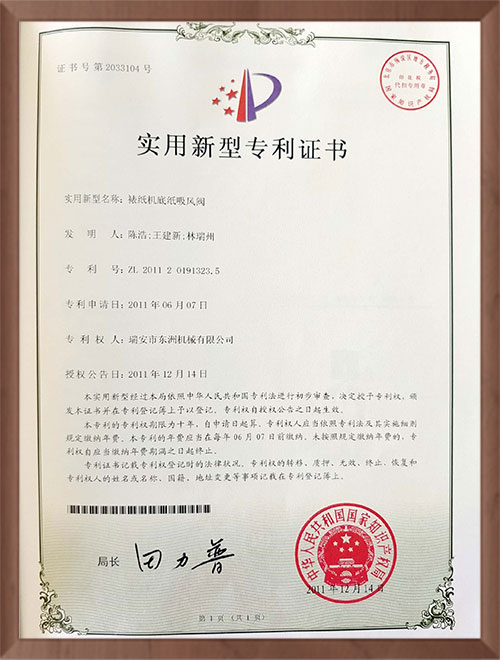 证书号第2033104号
实用新型专利证书
实用新型名称：裱纸机底纸吸风阀
发 明 人：陈浩;王建新;林瑞州
专 利 号：ZL 2011 2 0191323.5
专利申请日：2011年06月07日
专 利 权 人：瑞安市东洲机械有限公司
授权公告日：2011年12月14日
本实用新型经过本局依照中华人民共和国专利法进行初步审查，决定授予专利权，颁
发本证书并在专利登记簿上予以登记。专利权自授权公告之日起生效。
本专利的专利权期限为十年，自申请日起算。专利权人应当依照专利法及其实施细则
规定缴纳年费。本专利的年费应当在每年06月07日前缴纳。未按照规定缴纳年费的，专
利权自应当缴纳年费期满之日起终止。
专利证书记载专利权登记时的法律状况。专利权的转移、质押、无效、终止、恢复和
专利权人的姓名或名称、国籍、地址变更等事项记载在专利登记簿上。
局长 田力普
中华人民共和国国家知识产权局
2011年12月14日
第1页（共1页）